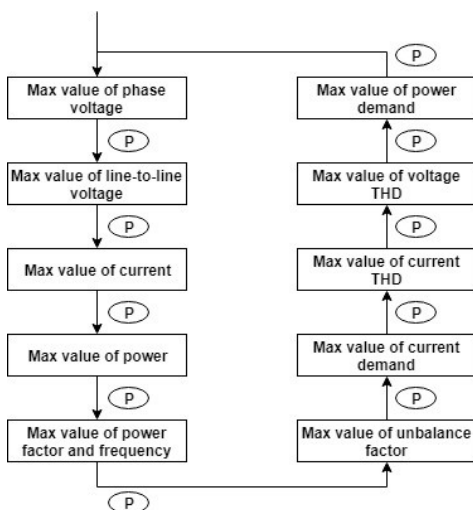 Max value of phase
voltage
P
Max value of line-to-line
voltage
P
Max value of current
P
Max value of power
P
Max value of power
factor and frequency
P
Max value of unbalance
factor
P
Max value of current
demand
P
Max value of current
THD
P
Max value of voltage
THD
P
Max value of power
demand
P